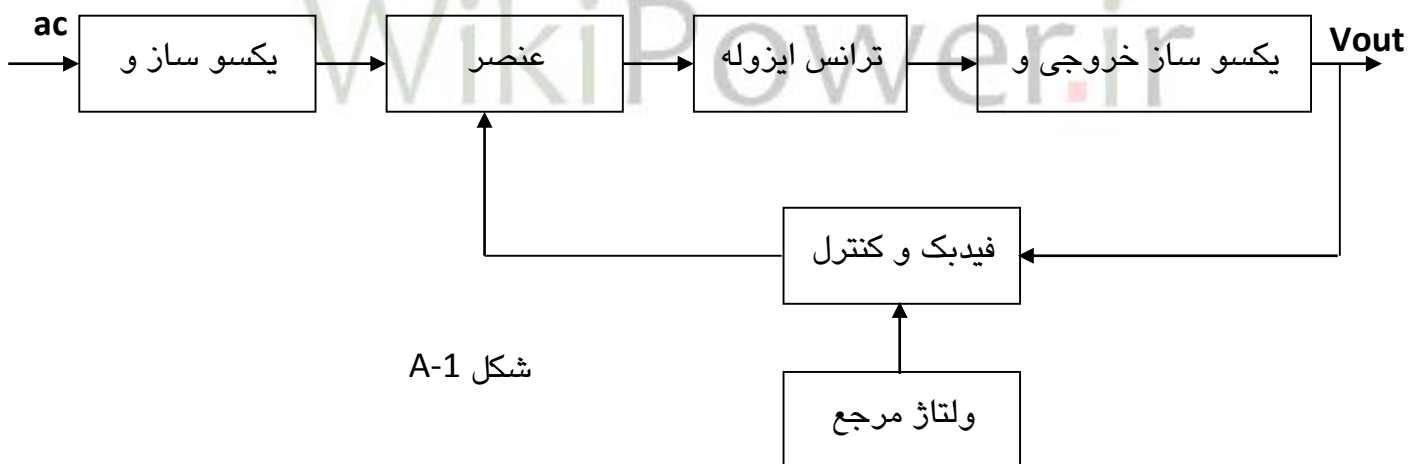 WikiPower.ir
ac
یکسو ساز و
عنصر
ترانس ایزوله
یکسو ساز خروجی و
Vout
فیدبک و کنترل
شکل A-1
ولتاژ مرجع